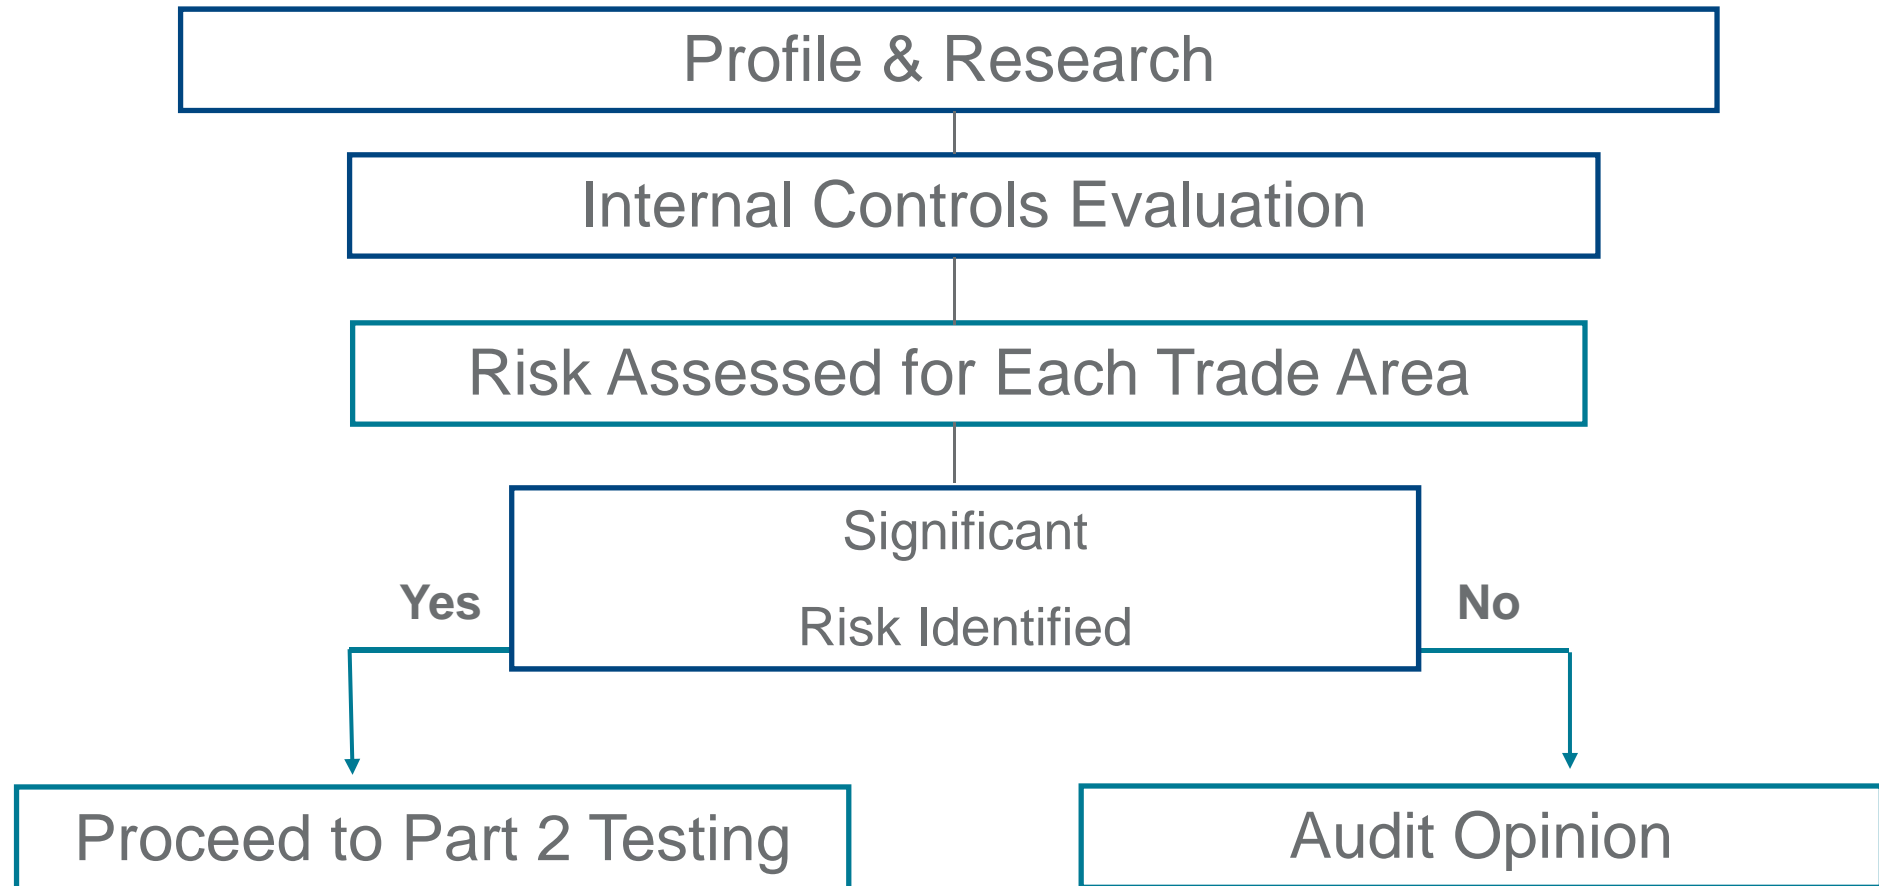 Profile & Research
Internal Controls Evaluation
Risk Assessed for Each Trade Area
Significant
Risk Identified
Yes
No
Proceed to Part 2 Testing
Audit Opinion